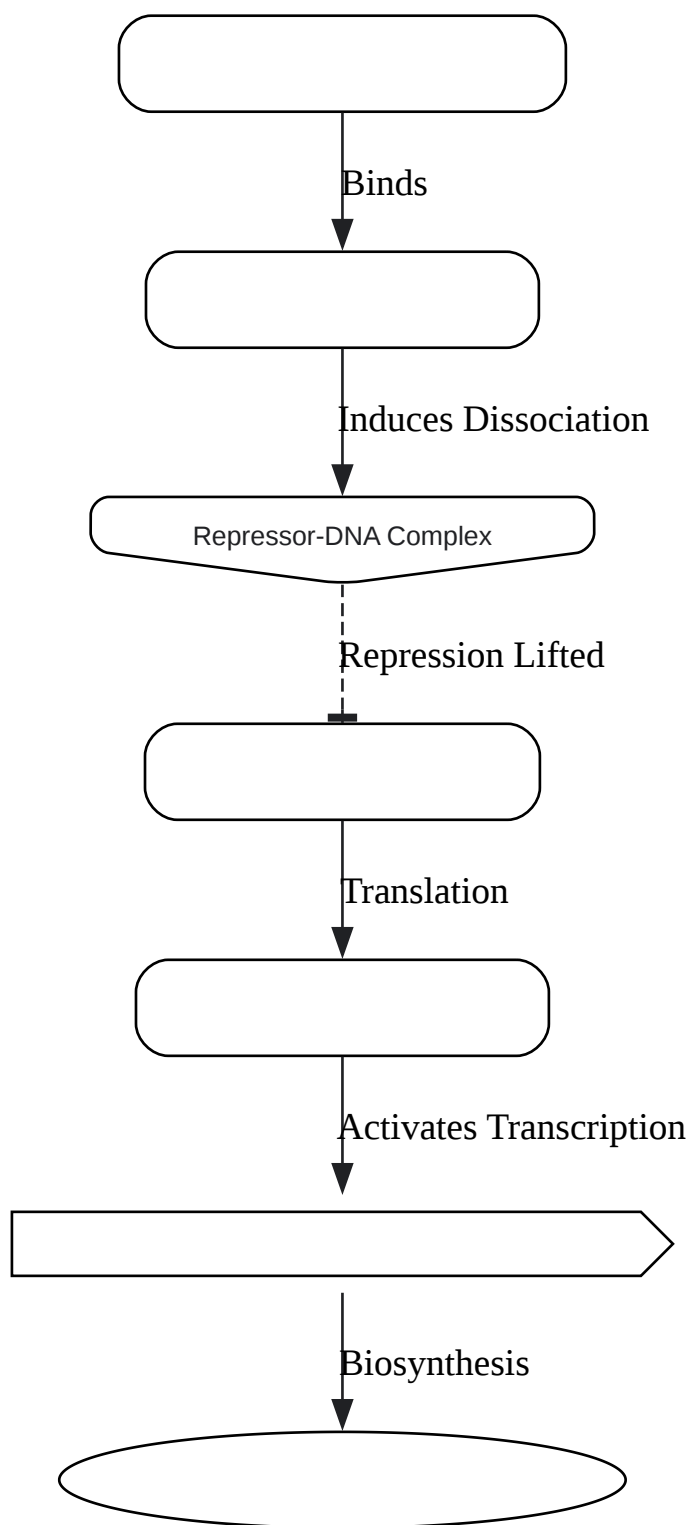 Binds
Induces Dissociation
Repressor-DNA Complex
Repression Lifted
Translation
Activates Transcription
Biosynthesis